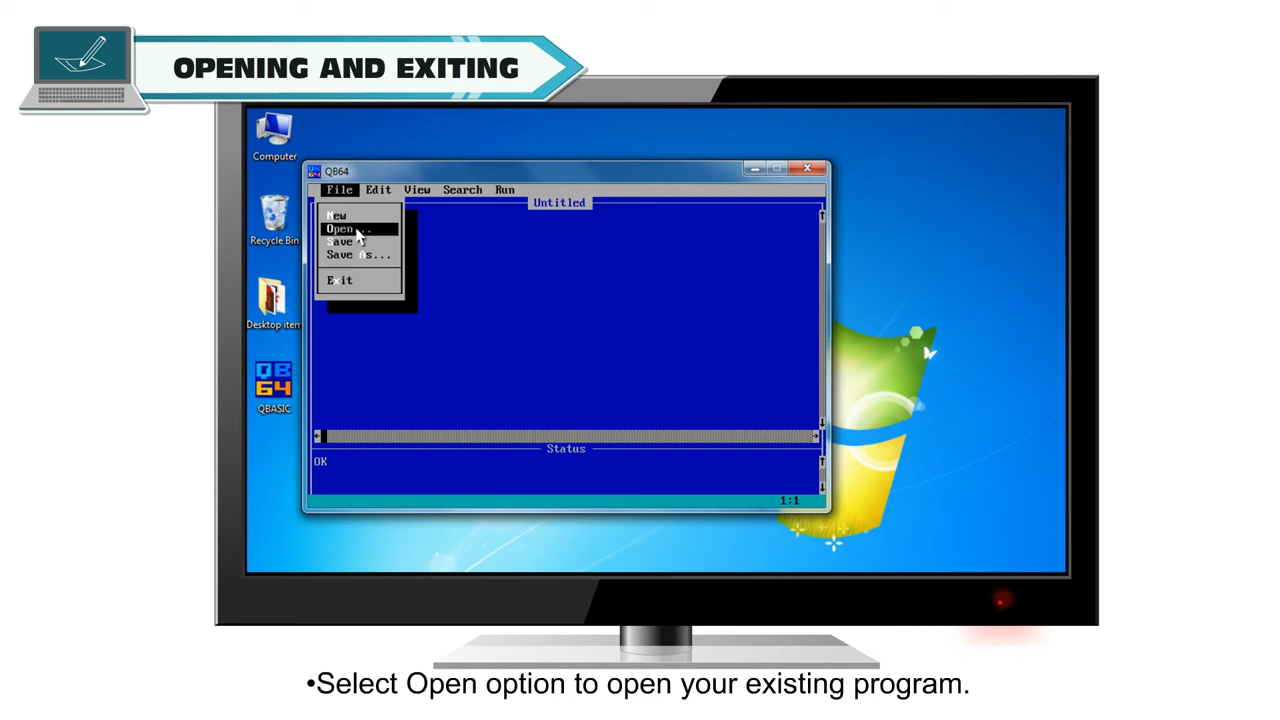 OPENING AND EXITING
Computer
Recycle Bin
Desktop item
QB
64
QBASIC
QB64
File Edit View Search Run
Untitled
New
Open...
Save
Save As...
Exit
Status
OK
1:1
•Select Open option to open your existing program.